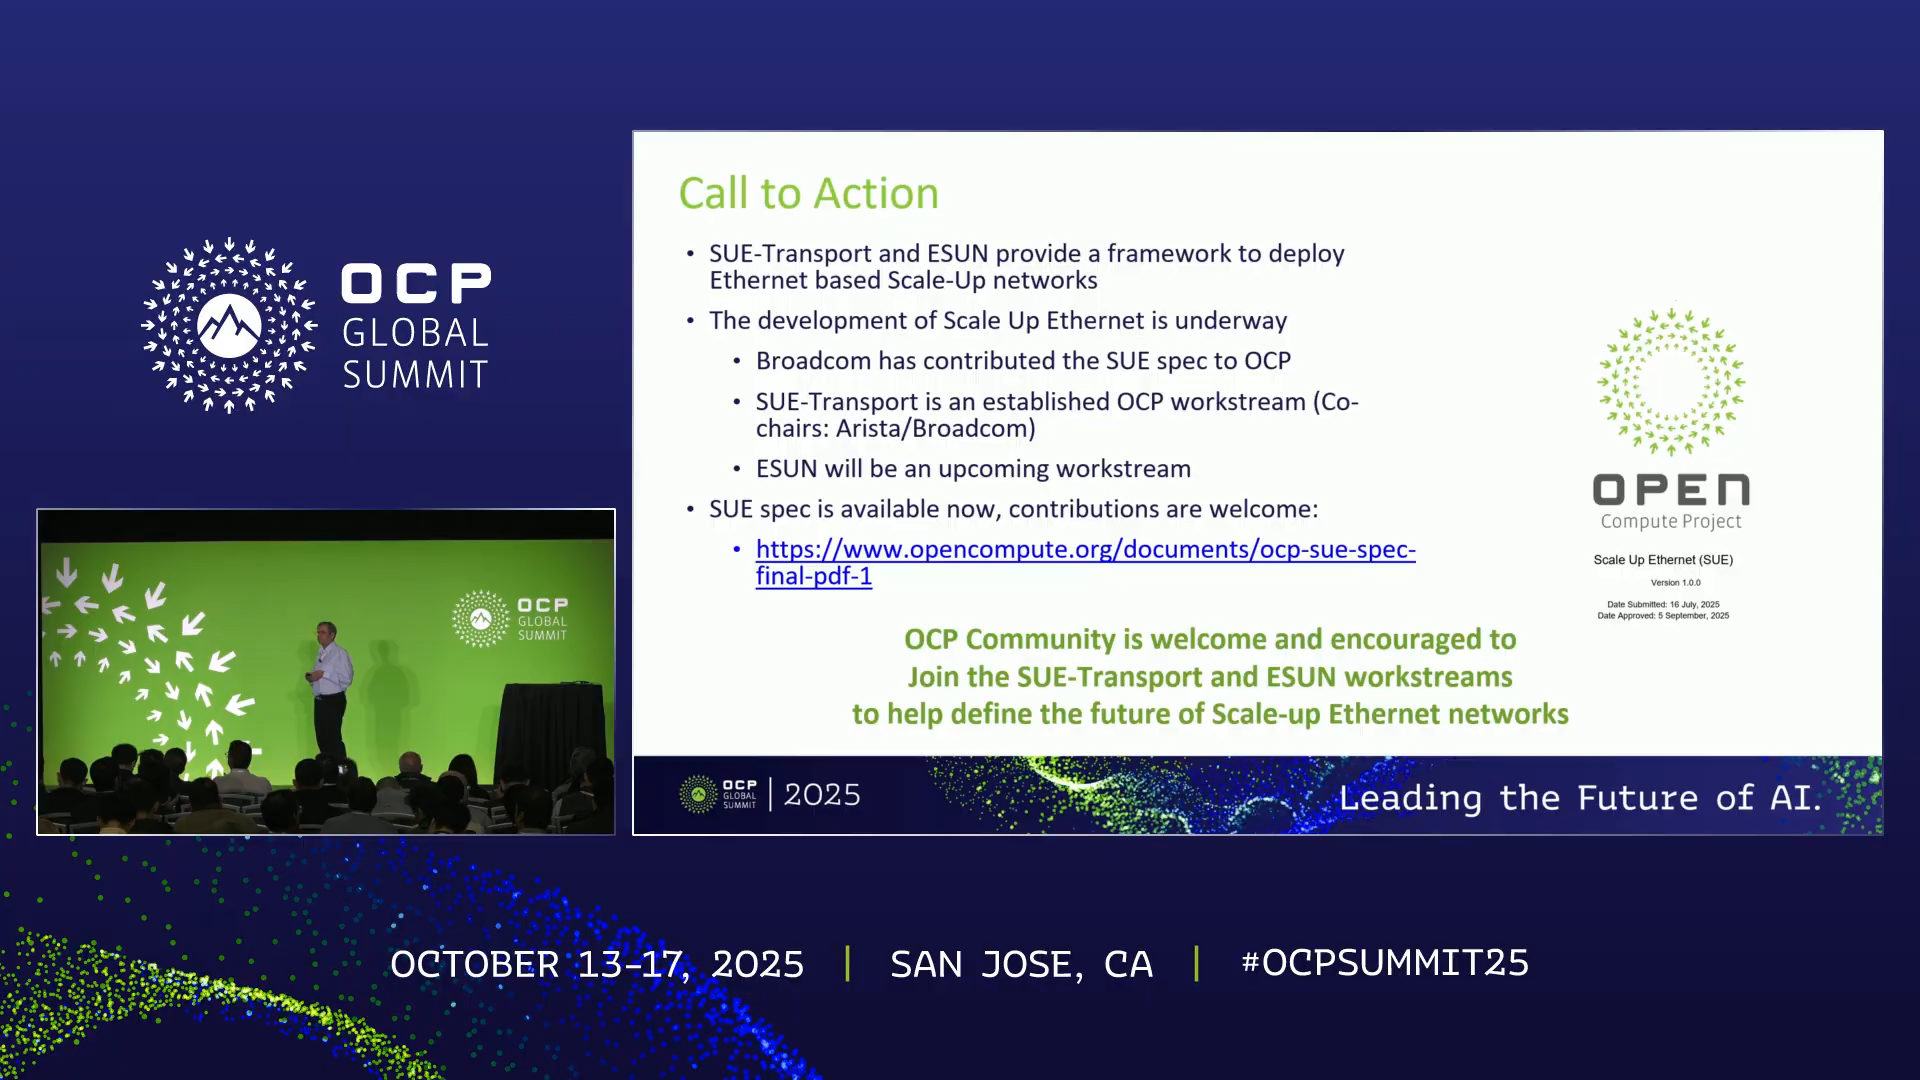 OCP
GLOBAL
SUMMIT
Call to Action
• SUE-Transport and ESUN provide a framework to deploy
Ethernet based Scale-Up networks
• The development of Scale Up Ethernet is underway
• Broadcom has contributed the SUE spec to OCP
• SUE-Transport is an established OCP workstream (Co-
chairs: Arista/Broadcom)
• ESUN will be an upcoming workstream
• SUE spec is available now, contributions are welcome:
• https://www.opencompute.org/documents/ocp-sue-spec-
final-pdf-1
OPEN
Compute Project
Scale Up Ethernet (SUE)
Version 1.0.0
Date Submitted: 16 July, 2025
Date Approved: 5 September, 2025
OCP Community is welcome and encouraged to
Join the SUE-Transport and ESUN workstreams
to help define the future of Scale-up Ethernet networks
OCP
GLOBAL
SUMMIT
2025
Leading the Future of AI.
OCP
GLOBAL
SUMMIT
OCTOBER 13-17, 2025 | SAN JOSE, CA | #OCPSUMMIT25